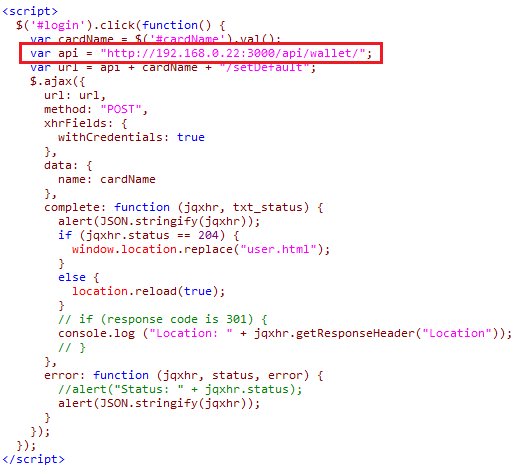 <script>
$('#login').click(function() {
var cardName = $('#cardName').val();
var api = "http://192.168.0.22:3000/api/wallet/";
var url = api + cardName + "/setDefault";
$.ajax({
url: url,
method: "POST",
xhrFields: {
withCredentials: true
},
data: {
name: cardName
},
complete: function (jqxhr, txt_status) {
alert(JSON.stringify(jqxhr));
if (jqxhr.status == 204) {
window.location.replace("user.html");
}
else {
location.reload(true);
}
// if (response code is 301) {
console.log ("Location: " + jqxhr.getResponseHeader("Location"));
// }
},
error: function (jqxhr, status, error) {
//alert("Status: " + jqxhr.status);
alert(JSON.stringify(jqxhr));
}
});
});
</script>